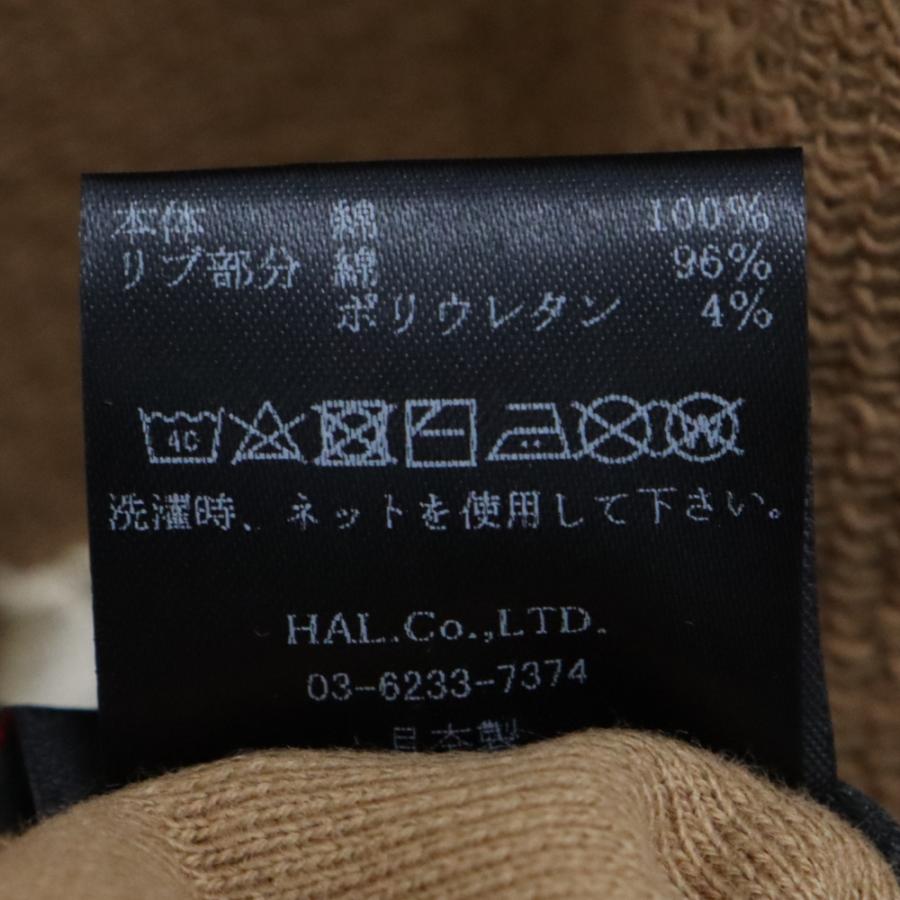 本体 綿 100%
リブ部分 綿 96%
ポリウレタン 4%
40
W
洗濯時、ネットを使用して下さい。
HAL.Co.,LTD.
03-6233-7374
日本製